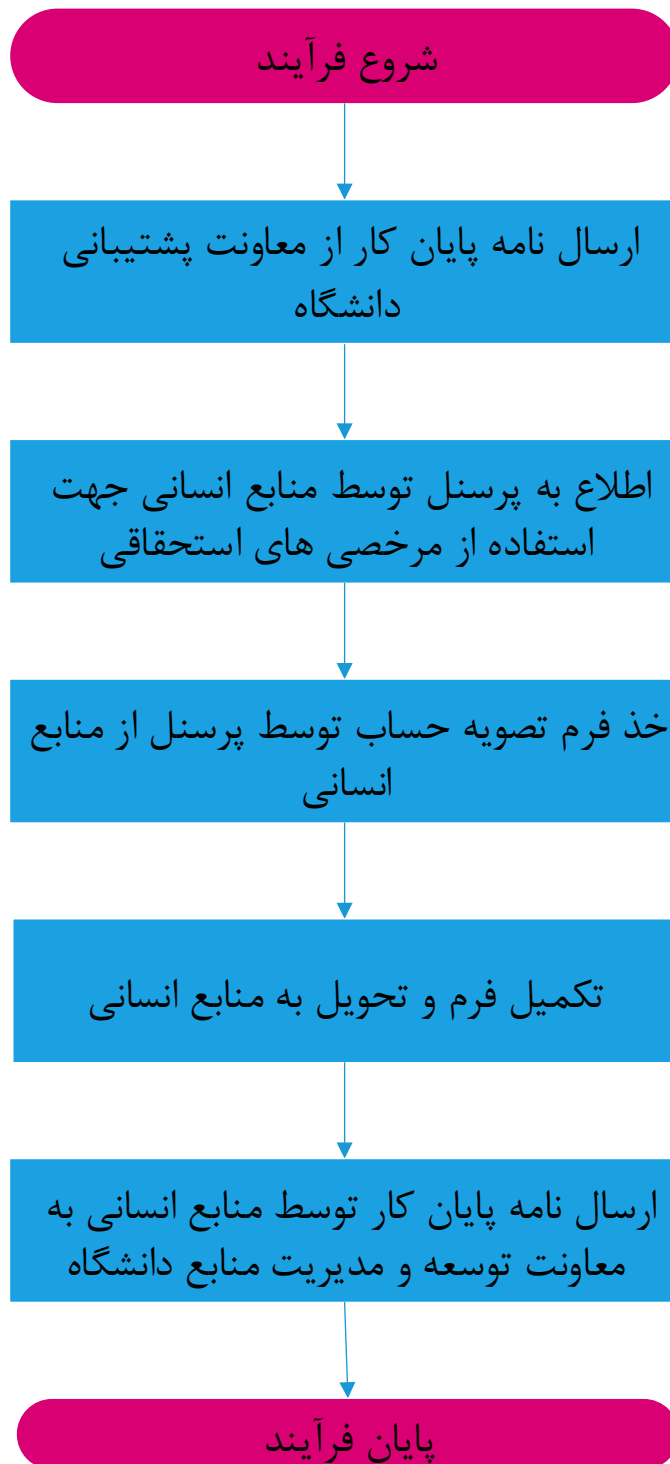 شروع فرآیند
ارسال نامه پایان کار از معاونت پشتیبانی
دانشگاه
اطلاع به پرسنل توسط منابع انسانی جهت
استفاده از مرخصی های استحقاقی
خذ فرم تصویه حساب توسط پرسنل از منابع
انسانی
تکمیل فرم و تحویل به منابع انسانی
ارسال نامه پایان کار توسط منابع انسانی به
معاونت توسعه و مدیریت منابع دانشگاه
پایان فرآیند